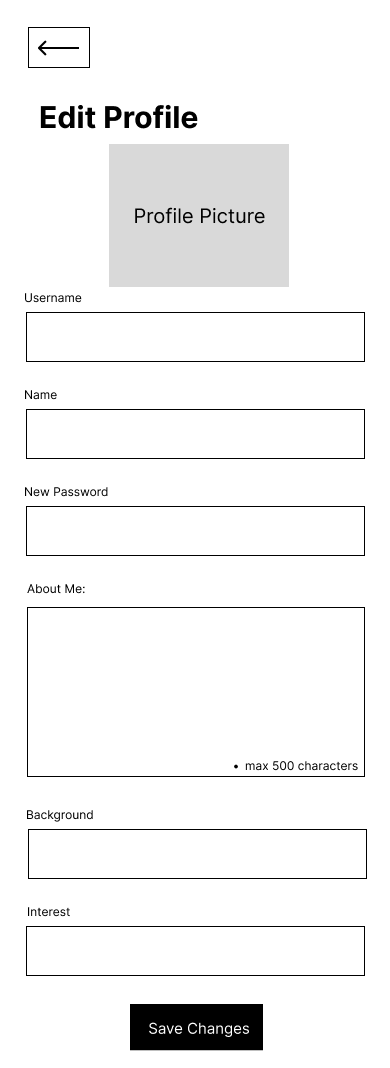 Edit Profile
Profile Picture
Username
Name
New Password
About Me:
• max 500 characters
Background
Interest
Save Changes